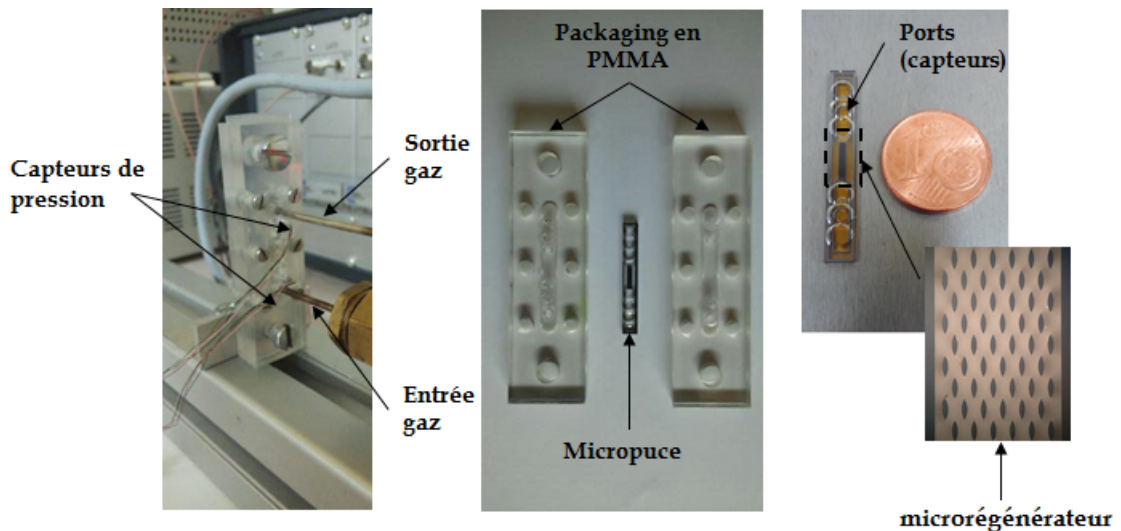 Capteurs de
pression
Sortie
gaz
Entrée
gaz
Packaging en
PMMA
Micropuce
Ports
(capteurs)
microrégénérateur